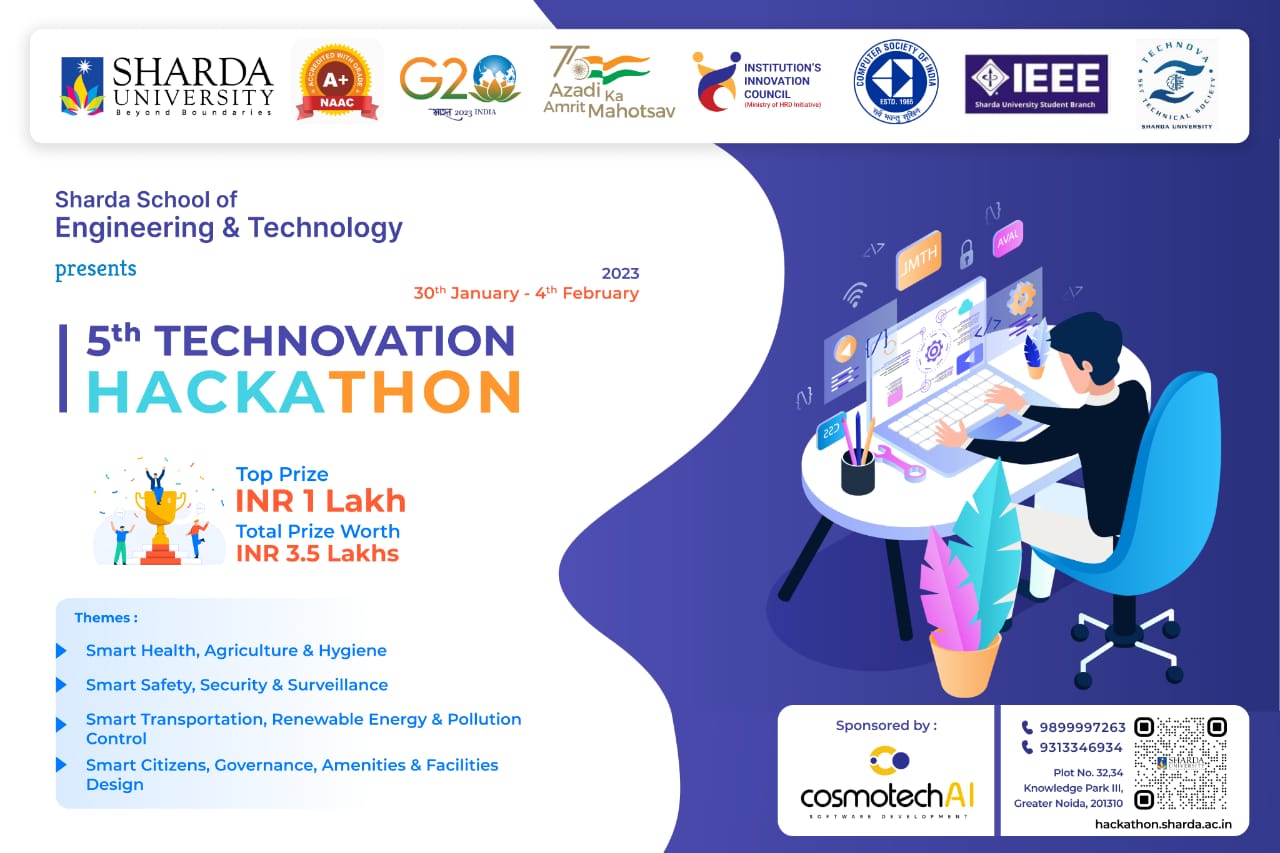 SHARDA
UNIVERSITY
Beyond Boundaries
ACCREDITED WITH GRADE
A+
NAAC
G20
भारत 2023 INDIA
75
Azadi Ka
Amrit Mahotsav
INSTITUTION'S
INNOVATION
COUNCIL
(Ministry of HRD Initiative)
COMPUTER SOCIETY OF INDIA
ESTD. 1965
IEEE
Sharda University Student Branch
TECHNOVA
SET TECHNICAL SOCIETY
SHARDA UNIVERSITY
Sharda School of
Engineering & Technology
presents
2023
30th January - 4th February
5th TECHNOVATION
HACKATHON
Top Prize
INR 1 Lakh
Total Prize Worth
INR 3.5 Lakhs
Themes :
Smart Health, Agriculture & Hygiene
Smart Safety, Security & Surveillance
Smart Transportation, Renewable Energy & Pollution
Control
Smart Citizens, Governance, Amenities & Facilities
Design
JMTH
AVAL
CSS
Sponsored by :
cosmotechAI
SOFTWARE DEVELOPMENT
9899997263
9313346934
Plot No. 32,34
Knowledge Park III,
Greater Noida, 201310
SHARDA
UNIVERSITY
hackathon.sharda.ac.in